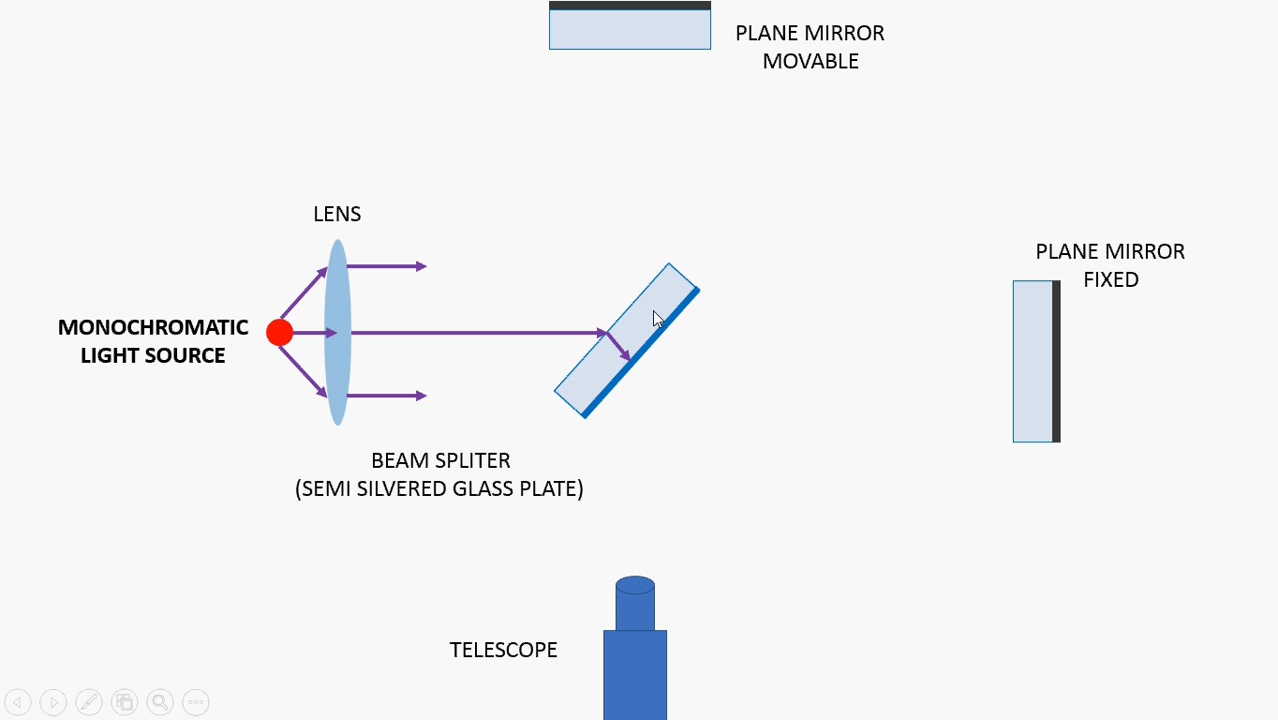 PLANE MIRROR
MOVABLE
LENS
PLANE MIRROR
FIXED
MONOCHROMATIC
LIGHT SOURCE
BEAM SPLITER
(SEMI SILVERED GLASS PLATE)
TELESCOPE